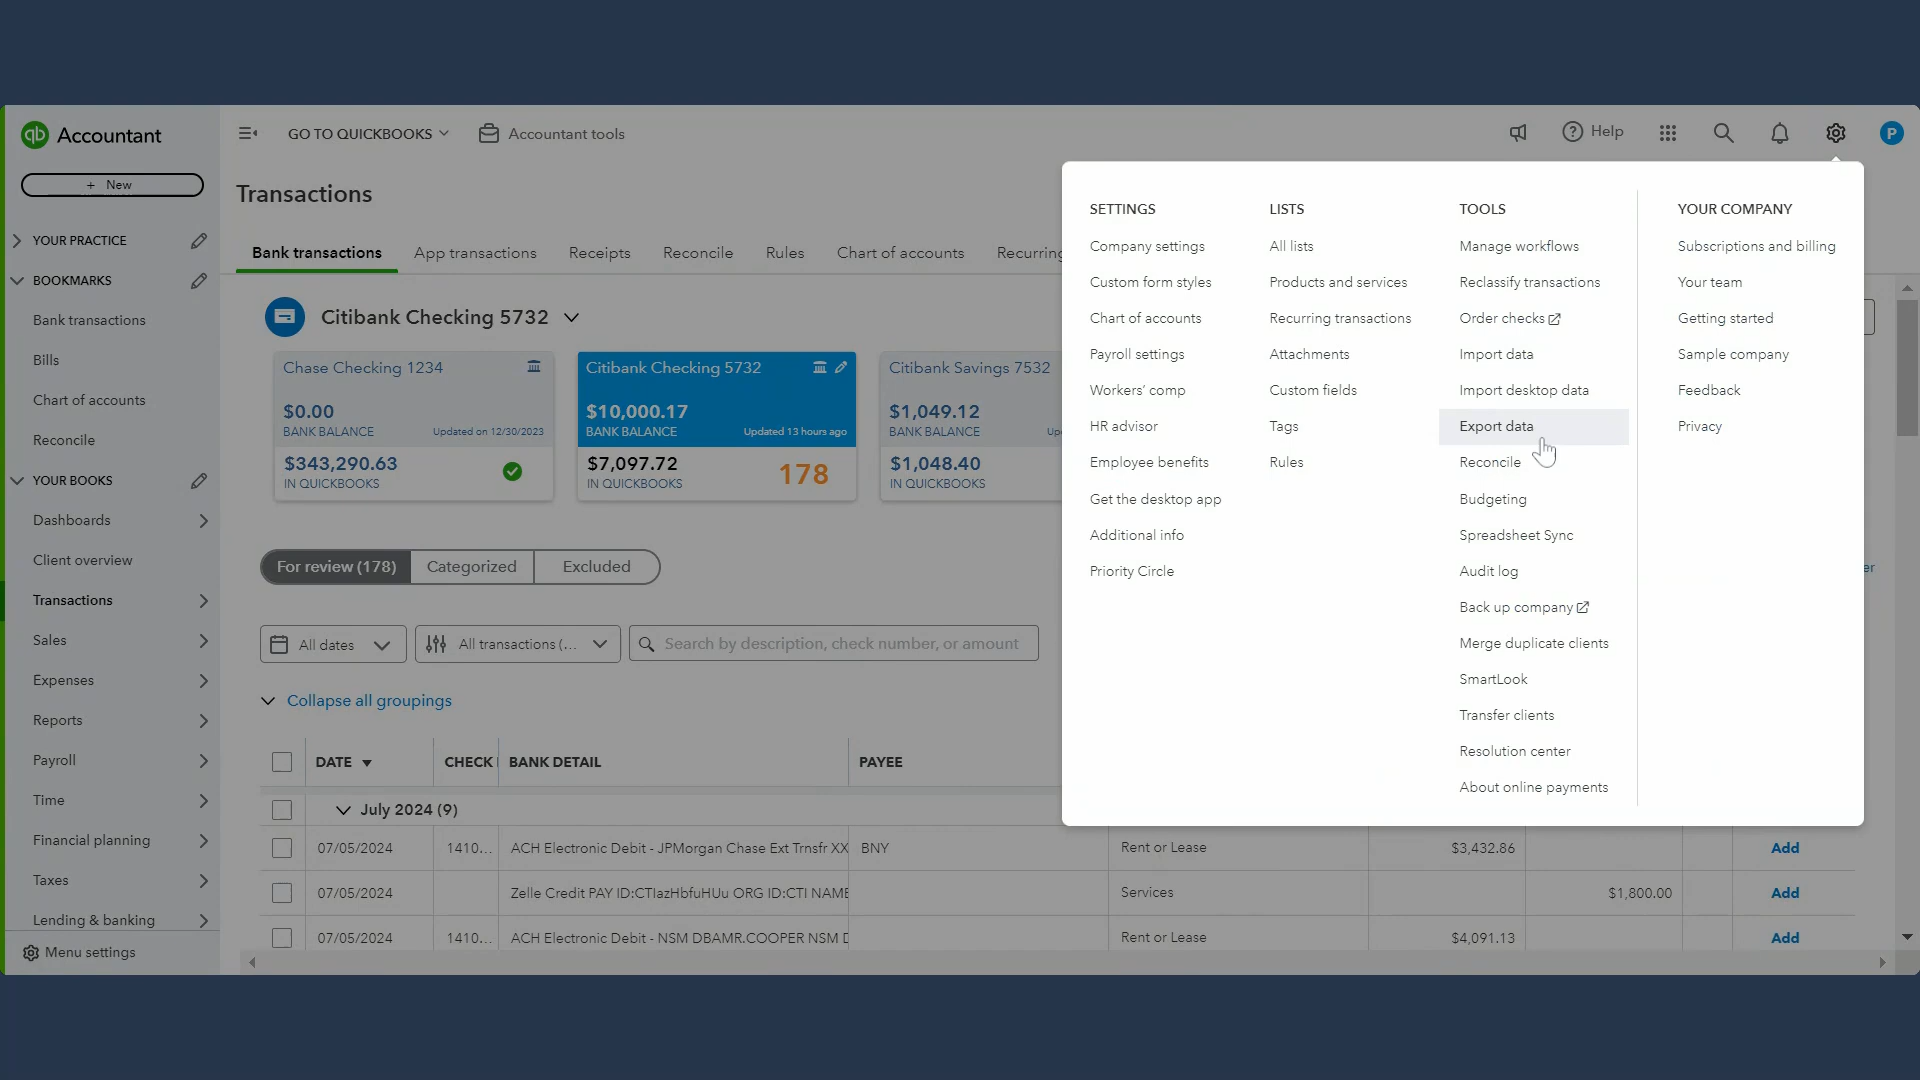 qb Accountant
+ New
YOUR PRACTICE
BOOKMARKS
Bank transactions
Bills
Chart of accounts
Reconcile
YOUR BOOKS
Dashboards
Client overview
Transactions
Sales
Expenses
Reports
Payroll
Time
Financial planning
Taxes
Lending & banking
Menu settings
GO TO QUICKBOOKS
Accountant tools
Help
P
Transactions
Bank transactions App transactions Receipts Reconcile Rules Chart of accounts Recurring
Citibank Checking 5732
Chase Checking 1234
$0.00
BANK BALANCE Updated on 12/30/2023
$343,290.63
IN QUICKBOOKS
Citibank Checking 5732
$10,000.17
BANK BALANCE Updated 13 hours ago
$7,097.72
IN QUICKBOOKS
178
Citibank Savings 7532
$1,049.12
BANK BALANCE Up
$1,048.40
IN QUICKBOOKS
er
For review (178) Categorized Excluded
All dates
All transactions (...
Search by description, check number, or amount
Collapse all groupings
DATE CHECK BANK DETAIL PAYEE
July 2024 (9)
07/05/2024 1410... ACH Electronic Debit - JPMorgan Chase Ext Trnsfr XX BNY Rent or Lease $3,432.86 Add
07/05/2024 Zelle Credit PAY ID:CTIazHbfuHUu ORG ID:CTI NAME Services $1,800.00 Add
07/05/2024 1410... ACH Electronic Debit - NSM DBAMR.COOPER NSM D Rent or Lease $4,091.13 Add
SETTINGS
Company settings
Custom form styles
Chart of accounts
Payroll settings
Workers' comp
HR advisor
Employee benefits
Get the desktop app
Additional info
Priority Circle
LISTS
All lists
Products and services
Recurring transactions
Attachments
Custom fields
Tags
Rules
TOOLS
Manage workflows
Reclassify transactions
Order checks
Import data
Import desktop data
Export data
Reconcile
Budgeting
Spreadsheet Sync
Audit log
Back up company
Merge duplicate clients
SmartLook
Transfer clients
Resolution center
About online payments
YOUR COMPANY
Subscriptions and billing
Your team
Getting started
Sample company
Feedback
Privacy